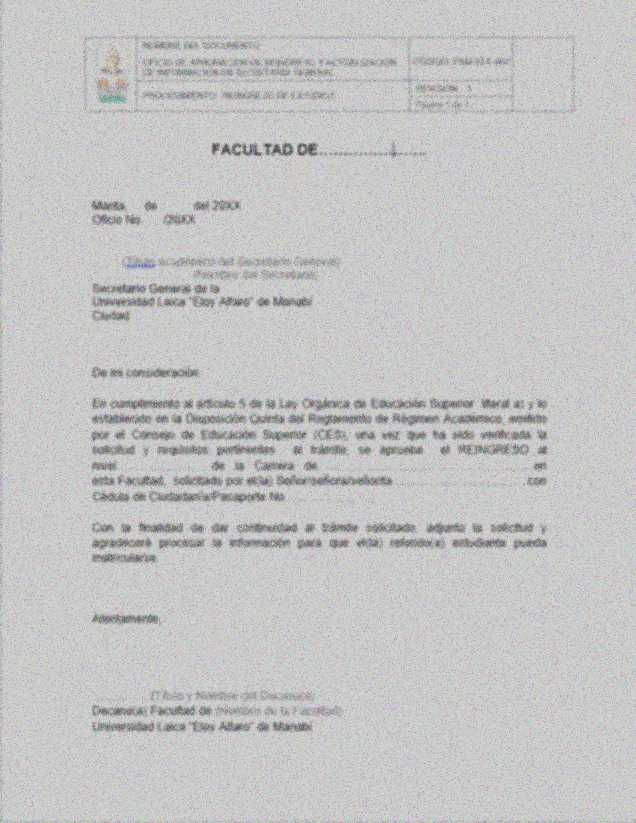 NOMBRE DEL DOCUMENTO:
OFICIO DE APROBACIÓN DE REINGRESO Y ACTUALIZACIÓN
DE INFORMACIÓN EN SECRETARÍA GENERAL
CÓDIGO:
PROCEDIMIENTO: REINGRESO DE ESTUDIOS
REVISIÓN: 1
Página 1 de 1
FACULTAD DE
Manta, de del 20XX
Oficio No /20XX
(Título académico del Secretario General)
(Nombre del Secretario)
Secretario General de la
Universidad Laica "Eloy Alfaro" de Manabí
Ciudad
De mi consideración
En cumplimiento al artículo 5 de la Ley Orgánica de Educación Superior literal a) y lo
establecido en la Disposición Quinta del Reglamento de Régimen Académico, emitido
por el Consejo de Educación Superior (CES), una vez que ha sido verificada la
solicitud y requisitos pertinentes al trámite, se aprueba el REINGRESO al
nivel de la Carrera de en
esta Facultad, solicitado por el(la) Señor/señora/señorita con
Cédula de Ciudadanía/Pasaporte No.
Con la finalidad de dar continuidad al trámite solicitado, adjunto la solicitud y
agradeceré procesar la información para que el(la) referido(a) estudiante pueda
matricularse.
Atentamente,
(Título y Nombre del Decano/a)
Decano(a) Facultad de (Nombre de la Facultad)
Universidad Laica "Eloy Alfaro" de Manabí